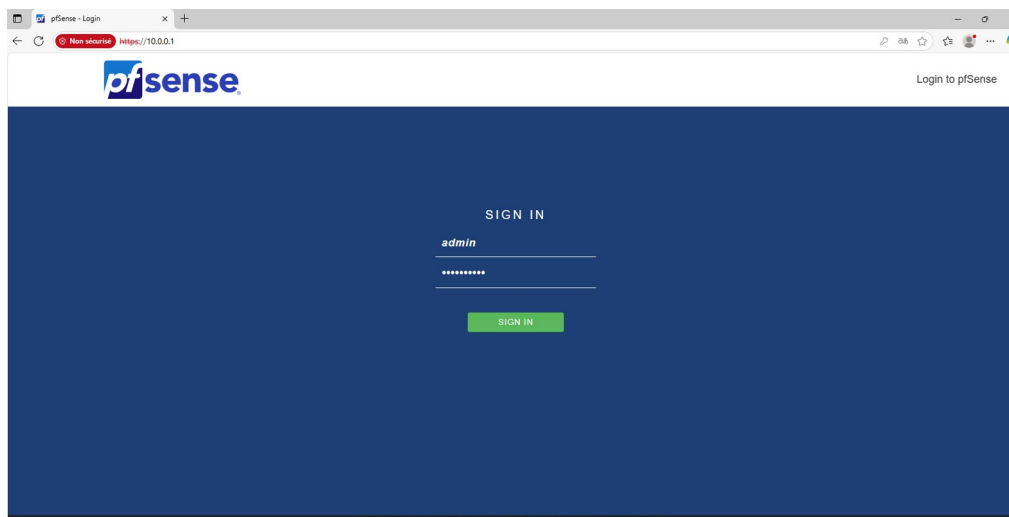 pfSense - Login
Non sécurisé https://10.0.0.1
pfsense
Login to pfSense
SIGN IN
admin
••••••••••
SIGN IN